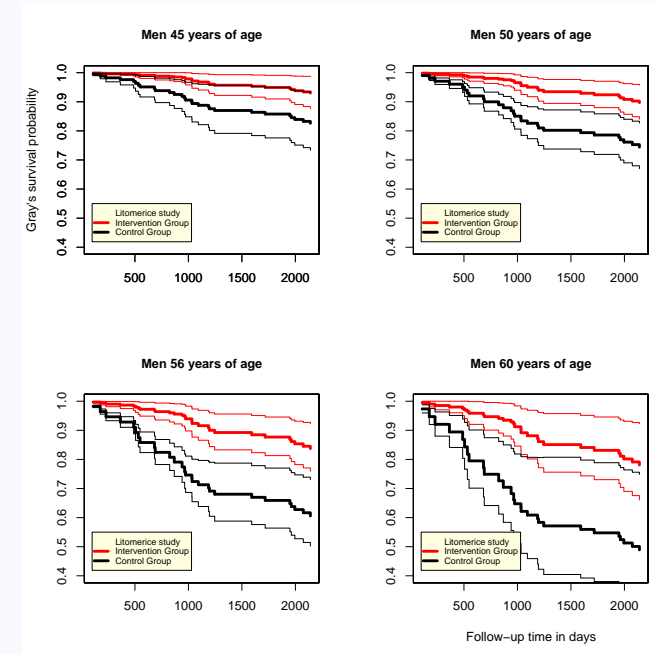 Men 45 years of age
Men 50 years of age
Gray's survival probability
1.0
0.9
0.8
0.7
0.6
0.5
0.4
Litomerice study
Intervention Group
Control Group
500 1000 1500 2000
1.0
0.9
0.8
0.7
0.6
0.5
0.4
Litomerice study
Intervention Group
Control Group
500 1000 1500 2000
Men 56 years of age
Men 60 years of age
1.0
0.9
0.8
0.7
0.6
0.5
0.4
Litomerice study
Intervention Group
Control Group
500 1000 1500 2000
1.0
0.9
0.8
0.7
0.6
0.5
0.4
Litomerice study
Intervention Group
Control Group
500 1000 1500 2000
Follow−up time in days